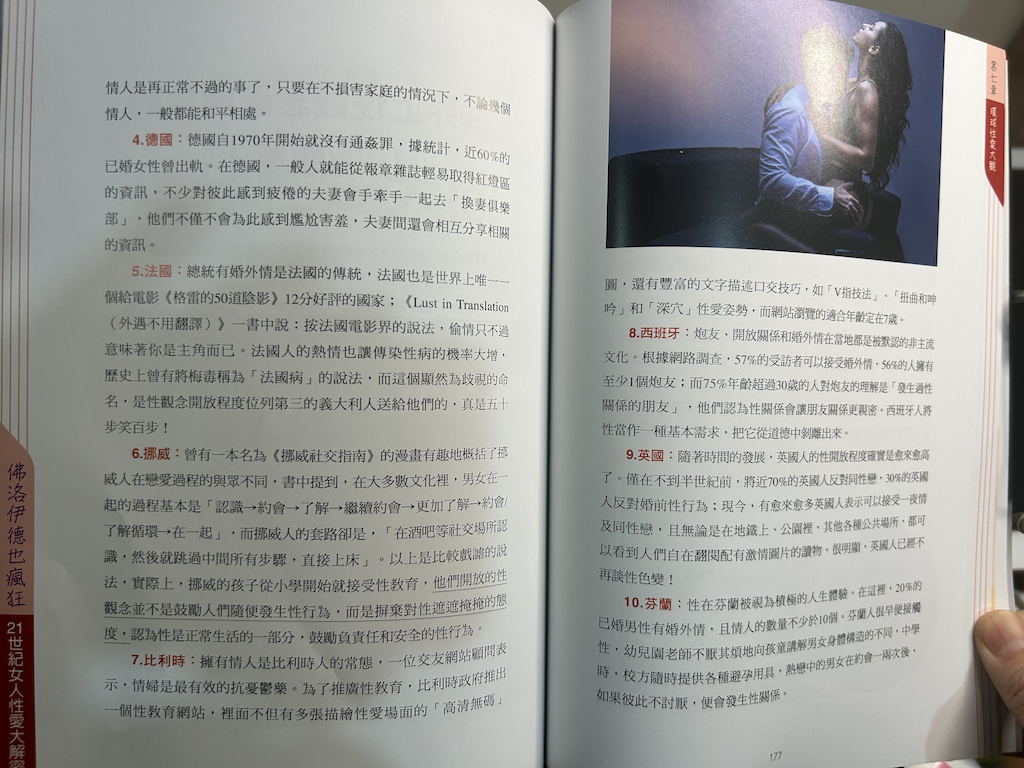 情人是再正常不過的事了，只要在不損害家庭的情況下，不論幾個
情人，一般都能和平相處。
4.德國：德國自1970年開始就沒有通姦罪，據統計，近60%的
已婚女性曾出軌。在德國，一般人就能從報章雜誌輕易取得紅燈區
的資訊，不少對彼此感到疲倦的夫妻會手牽手一起去「換妻俱樂
部」，他們不僅不會為此感到尷尬害羞，夫妻間還會相互分享相關
的資訊。
5.法國：總統有婚外情是法國的傳統，法國也是世界上唯一一
個給電影《格雷的50道陰影》12分好評的國家；《Lust in Translation
（外遇不用翻譯）》一書中說：按法國電影界的說法，偷情只不過
意味著你是主角而已。法國人的熱情也讓傳染性病的機率大增，
歷史上曾有將梅毒稱為「法國病」的說法，而這個顯然為歧視的命
名，是性觀念開放程度位列第三的義大利人送給他們的，真是五十
步笑百步！
6.挪威：曾有一本名為《挪威社交指南》的漫畫有趣地概括了挪
威人在戀愛過程的與眾不同，書中提到，在大多數文化裡，男女在一
起的過程基本是「認識→約會→了解→繼續約會→更加了解→約會/
了解循環→在一起」，而挪威人的套路卻是，「在酒吧等社交場所認
識，然後就跳過中間所有步驟，直接上床」。以上是比較戲謔的說
法，實際上，挪威的孩子從小學開始就接受性教育，他們開放的性
觀念並不是鼓勵人們隨便發生性行為，而是摒棄對性遮遮掩掩的態
度，認為性是正常生活的一部分，鼓勵負責任和安全的性行為。
7.比利時：擁有情人是比利時人的常態，一位交友網站顧問表
示，情婦是最有效的抗憂鬱藥。為了推廣性教育，比利時政府推出
一個性教育網站，裡面不但有多張描繪性愛場面的「高清無碼」
佛洛伊德也瘋狂
21世紀女人性愛大解密
第七章
環球性愛大觀
圖，還有豐富的文字描述口交技巧，如「V指技法」、「扭曲和呻
吟」和「深穴」性愛姿勢，而網站瀏覽的適合年齡定在7歲。
8.西班牙：炮友、開放關係和婚外情在當地都是被默認的非主流
文化。根據網路調查，57%的受訪者可以接受婚外情，56%的人擁有
至少1個炮友；而75%年齡超過30歲的人對炮友的理解是「發生過性
關係的朋友」，他們認為性關係會讓朋友關係更親密。西班牙人將
性當作一種基本需求，把它從道德中剝離出來。
9.英國：隨著時間的發展，英國人的性開放程度確實是愈來愈高
了。僅在不到半世紀前，將近70%的英國人反對同性戀，30%的英國
人反對婚前性行為；現今，有愈來愈多英國人表示可以接受一夜情
及同性戀，且無論是在地鐵上、公園裡、其他各種公共場所，都可
以看到人們自在翻閱配有激情圖片的讀物。很明顯，英國人已經不
再談性色變！
10.芬蘭：性在芬蘭被視為積極的人生體驗。在這裡，20%的
已婚男性有婚外情，且情人的數量不少於10個。芬蘭人很早便接觸
性，幼兒園老師不厭其煩地向孩童講解男女身體構造的不同，中學
時，校方隨時提供各種避孕用具，熱戀中的男女在約會一兩次後，
如果彼此不討厭，便會發生性關係。
177